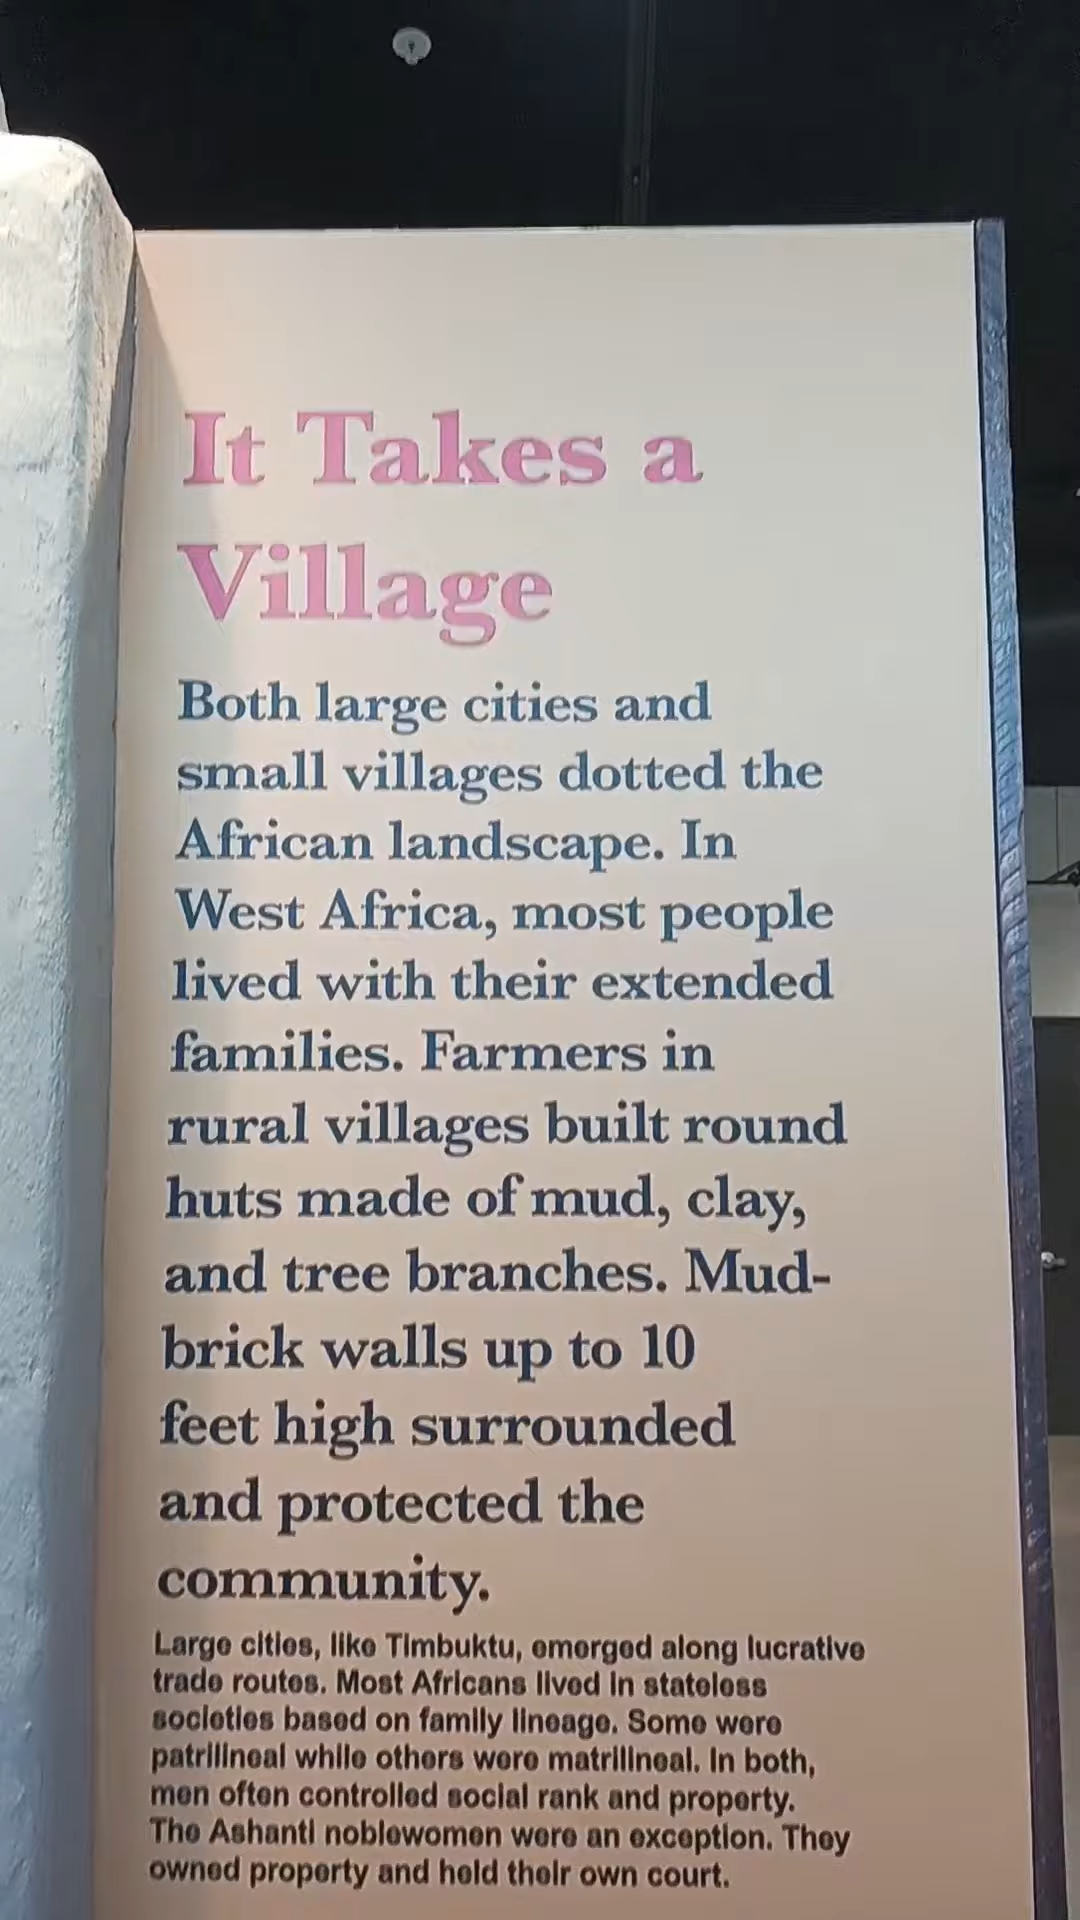 It Takes a
Village
Both large cities and
small villages dotted the
African landscape. In
West Africa, most people
lived with their extended
families. Farmers in
rural villages built round
huts made of mud, clay,
and tree branches. Mud-
brick walls up to 10
feet high surrounded
and protected the
community.
Large cities, like Timbuktu, emerged along lucrative
trade routes. Most Africans lived in stateless
societies based on family lineage. Some were
patrilineal while others were matrilineal. In both,
men often controlled social rank and property.
The Ashanti noblewomen were an exception. They
owned property and held their own court.